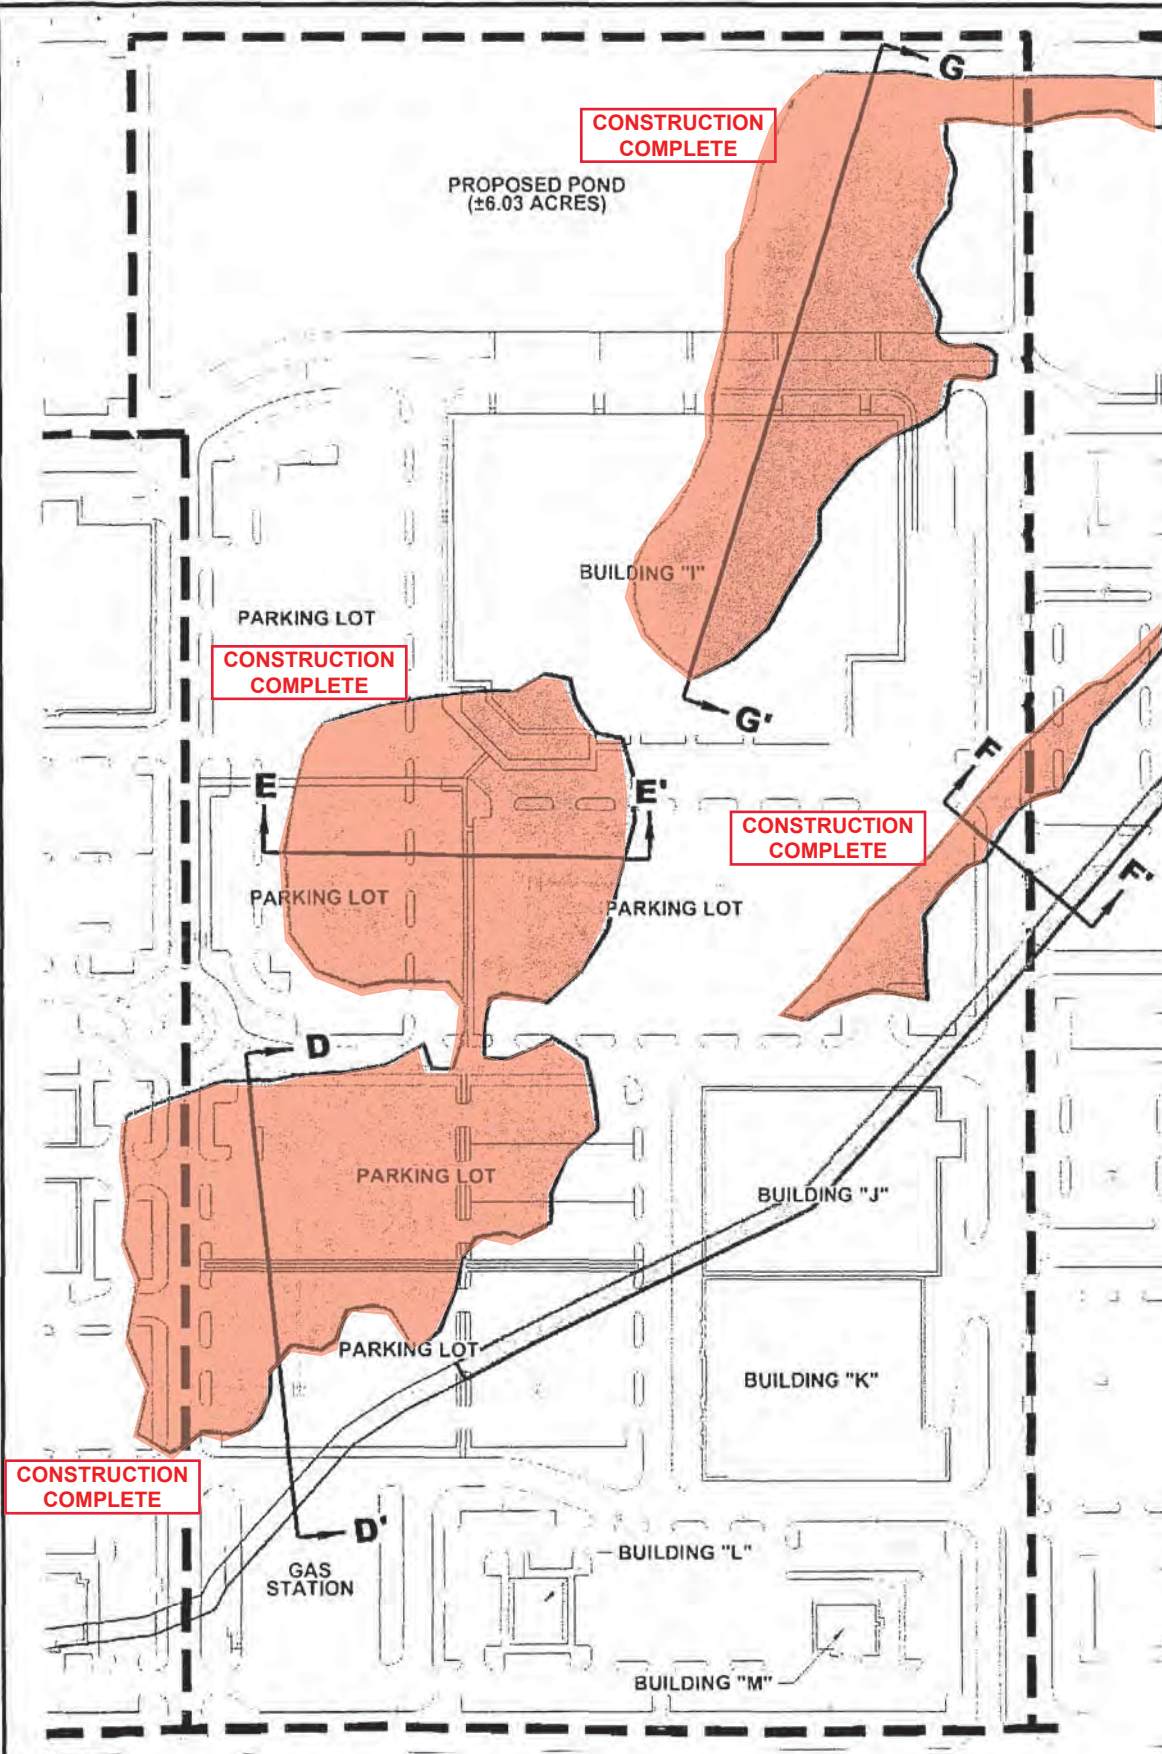 G
CONSTRUCTION
COMPLETE
PROPOSED POND
(±6.03 ACRES)
BUILDING "I"
PARKING LOT
CONSTRUCTION
COMPLETE
G'
F
E
E'
CONSTRUCTION
COMPLETE
F'
PARKING LOT
PARKING LOT
D
PARKING LOT
BUILDING "J"
PARKING LOT
BUILDING "K"
CONSTRUCTION
COMPLETE
D'
BUILDING "L"
GAS
STATION
BUILDING "M"